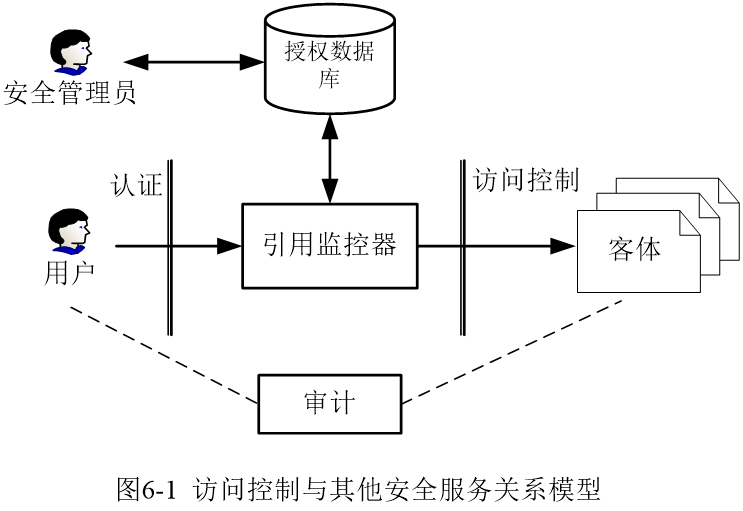 授权数据
库
安全管理员
认证
访问控制
引用监控器
客体
用户
审计
图6-1 访问控制与其他安全服务关系模型